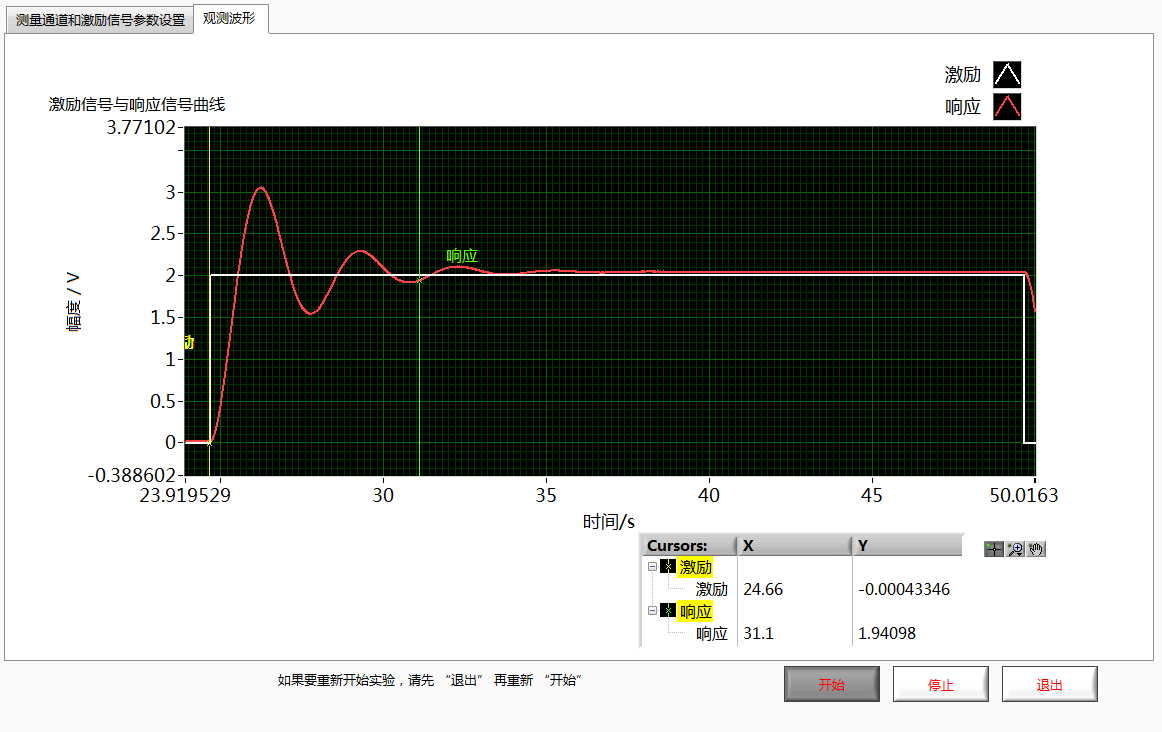 测量通道和激励信号参数设置
观测波形
激励
响应
激励信号与响应信号曲线
3.77102
3
2.5
2
1.5
1
0.5
0
-0.388602
幅度 / V
响应
励
23.919529
30
35
40
45
50.0163
时间/s
Cursors: X Y
激励
激励 24.66 -0.00043346
响应
响应 31.1 1.94098
如果要重新开始实验，请先 “退出” 再重新 “开始”
开始
停止
退出